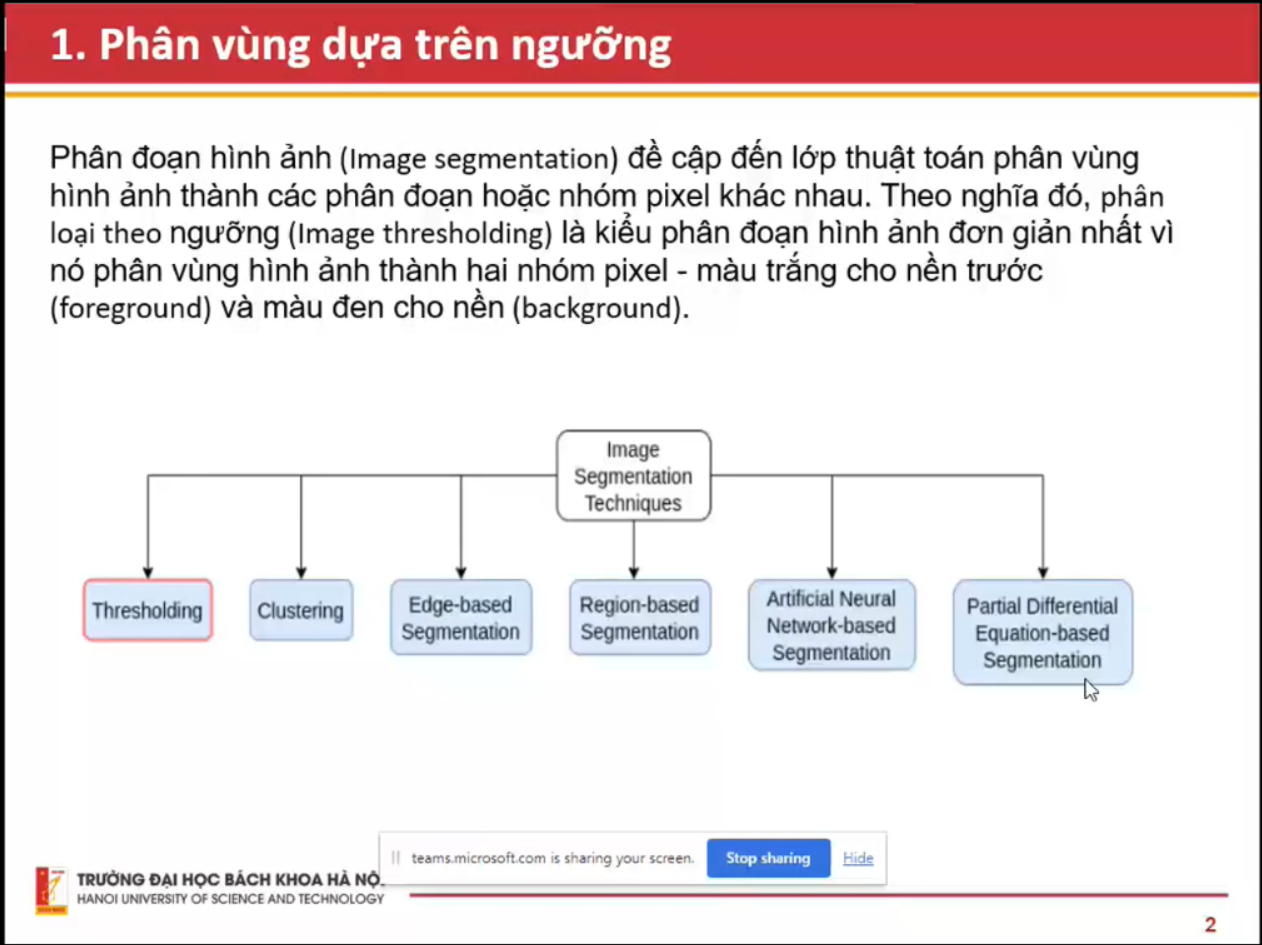 1. Phân vùng dựa trên ngưỡng
Phân đoạn hình ảnh (Image segmentation) đề cập đến lớp thuật toán phân vùng
hình ảnh thành các phân đoạn hoặc nhóm pixel khác nhau. Theo nghĩa đó, phân
loại theo ngưỡng (Image thresholding) là kiểu phân đoạn hình ảnh đơn giản nhất vì
nó phân vùng hình ảnh thành hai nhóm pixel - màu trắng cho nền trước
(foreground) và màu đen cho nền (background).
Image
Segmentation
Techniques
Thresholding
Clustering
Edge-based
Segmentation
Region-based
Segmentation
Artificial Neural
Network-based
Segmentation
Partial Differential
Equation-based
Segmentation
teams.microsoft.com is sharing your screen.
Stop sharing
Hide
TRƯỜNG ĐẠI HỌC BÁCH KHOA HÀ NỘ
HANOI UNIVERSITY OF SCIENCE AND TECHNOLOGY
2